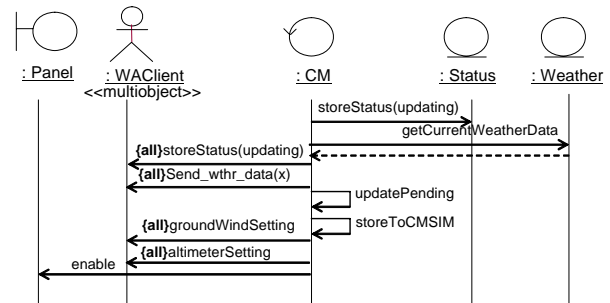 : Panel
: WAClient
<<multiobject>>
: CM
: Status
: Weather
storeStatus(updating)
getCurrentWeatherData
{all}storeStatus(updating)
{all}Send_wthr_data(x)
updatePending
storeToCMSIM
{all}groundWindSetting
{all}altimeterSetting
enable